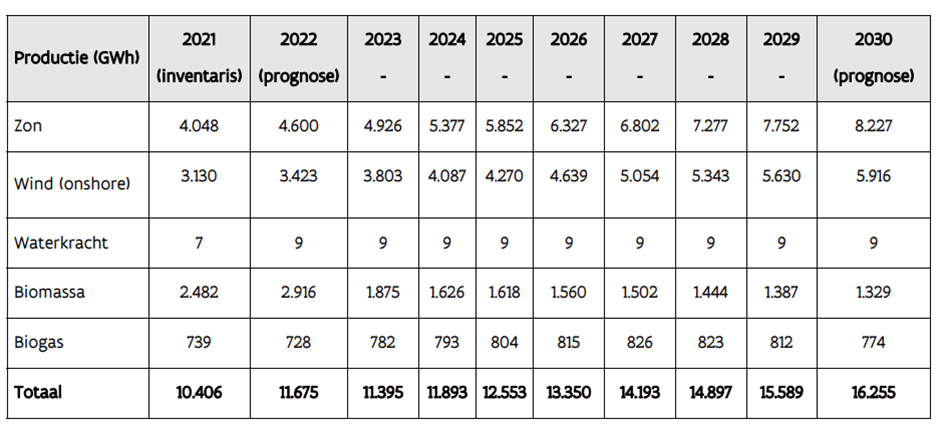 Productie (GWh) 2021 (inventaris) 2022 (prognose) 2023 - 2024 - 2025 - 2026 - 2027 - 2028 - 2029 - 2030 (prognose)
Zon 4.048 4.600 4.926 5.377 5.852 6.327 6.802 7.277 7.752 8.227
Wind (onshore) 3.130 3.423 3.803 4.087 4.270 4.639 5.054 5.343 5.630 5.916
Waterkracht 7 9 9 9 9 9 9 9 9 9
Biomassa 2.482 2.916 1.875 1.626 1.618 1.560 1.502 1.444 1.387 1.329
Biogas 739 728 782 793 804 815 826 823 812 774
Totaal 10.406 11.675 11.395 11.893 12.553 13.350 14.193 14.897 15.589 16.255